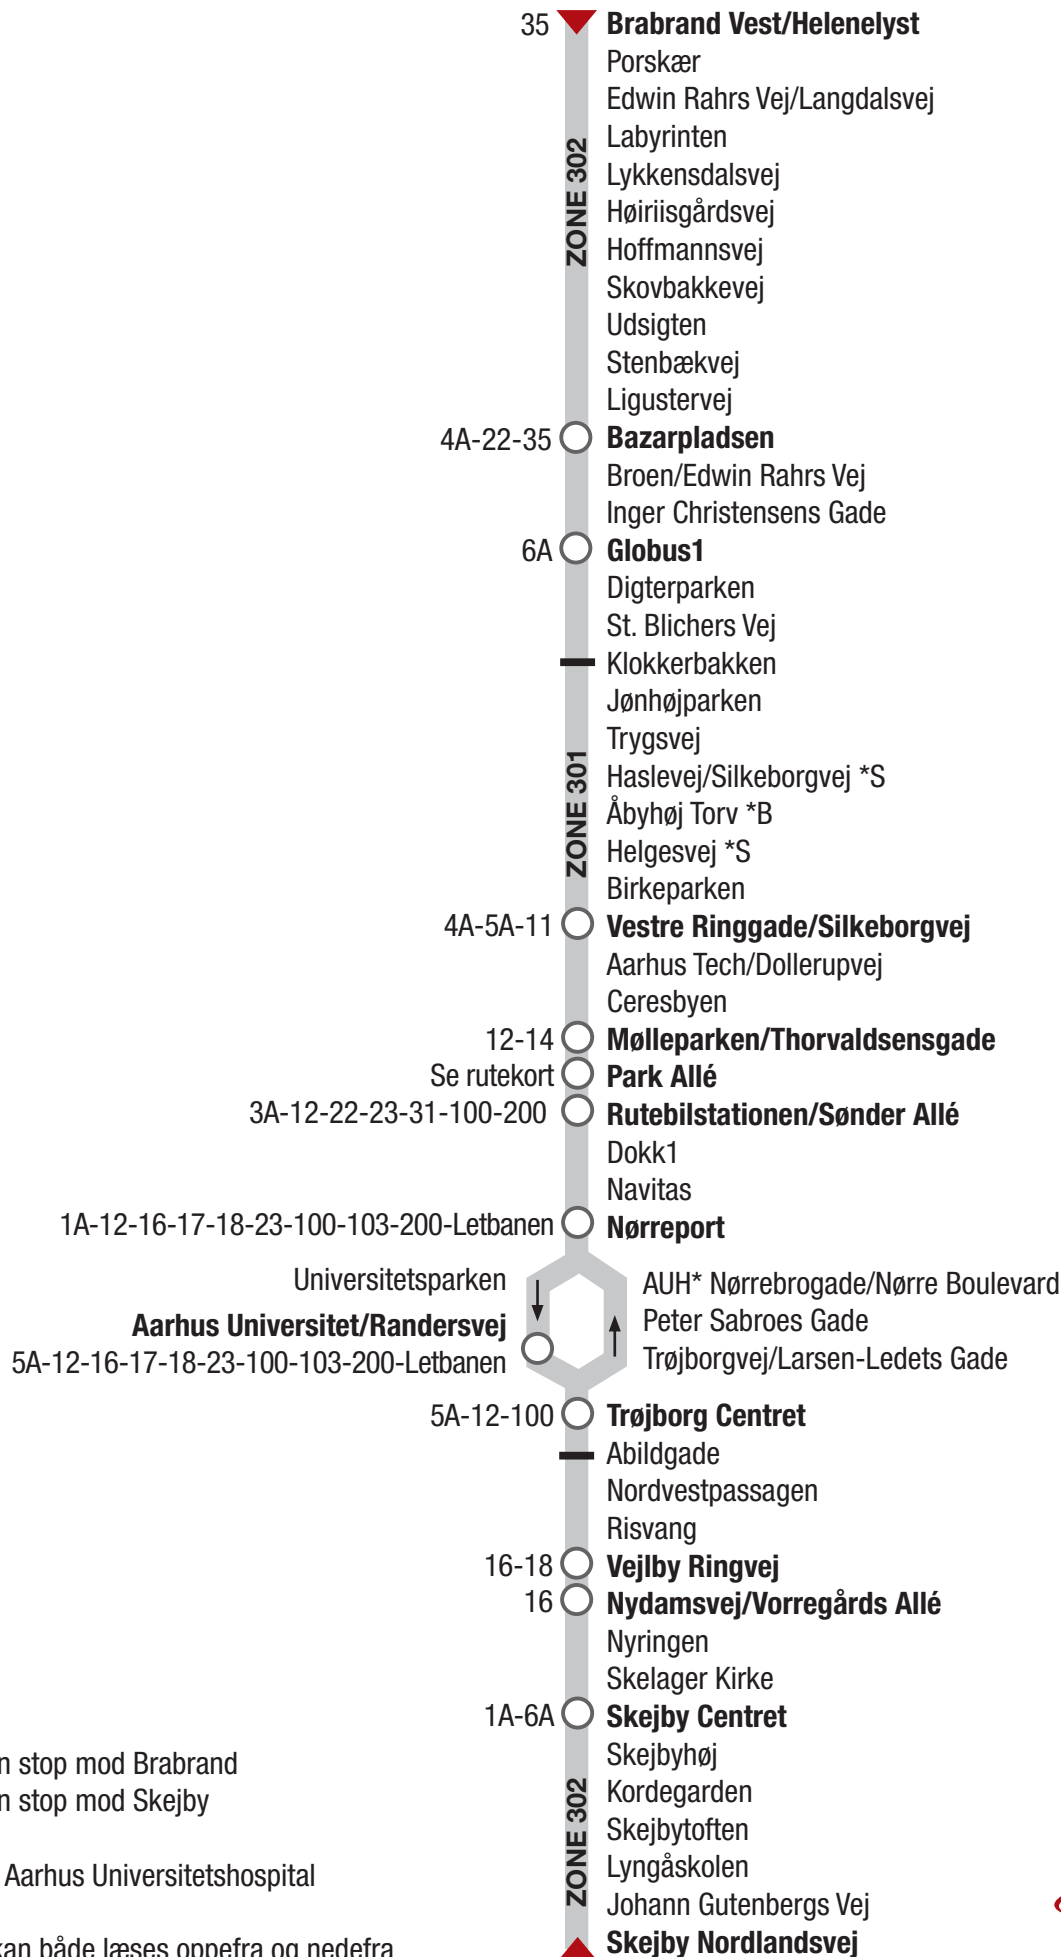 35 Brabrand Vest/Helenelyst
Porskær
Edwin Rahrs Vej/Langdalsvej
Labyrinten
Lykkensdalsvej
Høiriisgårdsvej
Hoffmannsvej
Skovbakkevej
Udsigten
Stenbækvej
Ligustervej
ZONE 302
4A-22-35 Bazarpladsen
Broen/Edwin Rahrs Vej
Inger Christensens Gade
6A Globus1
Digterparken
St. Blichers Vej
Klokkerbakken
Jønhøjparken
Trygsvej
Haslevej/Silkeborgvej *S
Åbyhøj Torv *B
Helgesvej *S
Birkeparken
ZONE 301
4A-5A-11 Vestre Ringgade/Silkeborgvej
Aarhus Tech/Dollerupvej
Ceresbyen
12-14 Mølleparken/Thorvaldsensgade
Se rutekort Park Allé
3A-12-22-23-31-100-200 Rutebilstationen/Sønder Allé
Dokk1
Navitas
1A-12-16-17-18-23-100-103-200-Letbanen Nørreport
Universitetsparken
Aarhus Universitet/Randersvej
5A-12-16-17-18-23-100-103-200-Letbanen
AUH* Nørrebrogade/Nørre Boulevard
Peter Sabroes Gade
Trøjborgvej/Larsen-Ledets Gade
5A-12-100 Trøjborg Centret
Abildgade
Nordvestpassagen
Risvang
16-18 Vejlby Ringvej
16 Nydamsvej/Vorregårds Allé
Nyringen
Skelager Kirke
1A-6A Skejby Centret
Skejbyhøj
Kordegarden
Skejbytoften
Lyngåskolen
Johann Gutenbergs Vej
Skejby Nordlandsvej
ZONE 302
n stop mod Brabrand
n stop mod Skejby
Aarhus Universitetshospital
kan både læses oppefra og nedefra